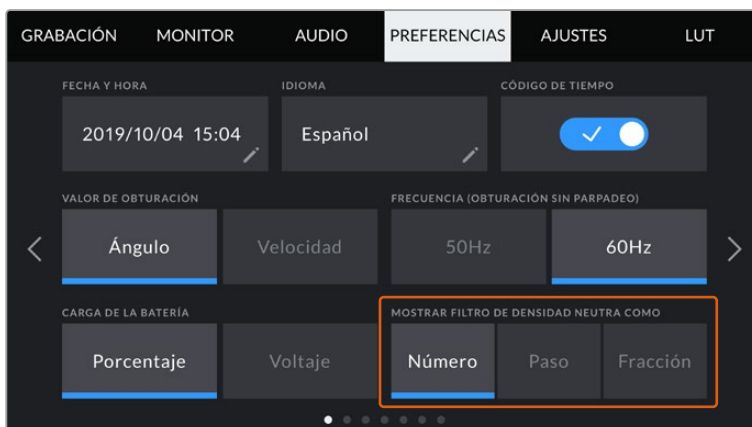 GRABACIÓN MONITOR AUDIO PREFERENCIAS AJUSTES LUT
FECHA Y HORA IDIOMA CÓDIGO DE TIEMPO
2019/10/04 15:04 Español
VALOR DE OBTURACIÓN FRECUENCIA (OBTURACIÓN SIN PARPADEO)
Ángulo Velocidad 50Hz 60Hz
CARGA DE LA BATERÍA MOSTRAR FILTRO DE DENSIDAD NEUTRA COMO
Porcentaje Voltaje Número Paso Fracción